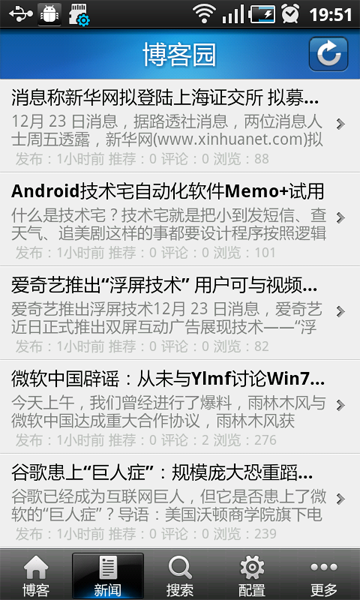 19:51
博客园
消息称新华网拟登陆上海证交所 拟募...
12月 23 日消息，据路透社消息，两位消息人
士周五透露，新华网(www.xinhuanet.com)拟
发布：1小时前 推荐：0 评论：0 浏览：88
Android技术宅自动化软件Memo+试用
什么是技术宅？技术宅就是把小到发短信、查
天气、追美剧这样的事都要设计程序按照逻辑
发布：1小时前 推荐：0 评论：0 浏览：100
爱奇艺推出“浮屏技术” 用户可与视频...
爱奇艺推出浮屏技术12月 23 日消息，爱奇艺
近日正式推出双屏互动广告展现技术——“浮
发布：1小时前 推荐：0 评论：0 浏览：82
微软中国辟谣：从未与Ylmf讨论Win7...
今天上午，我们曾经进行了爆料，雨林木风与
微软中国达成重大合作协议，雨林木风获
发布：1小时前 推荐：0 评论：2 浏览：276
谷歌患上“巨人症”：规模庞大恐重蹈...
谷歌已经成为互联网巨人，但它是否患上了微
软的“巨人症”？导语：美国沃顿商学院旗下电
发布：1小时前 推荐：0 评论：0 浏览：239
博客 新闻 搜索 配置 更多